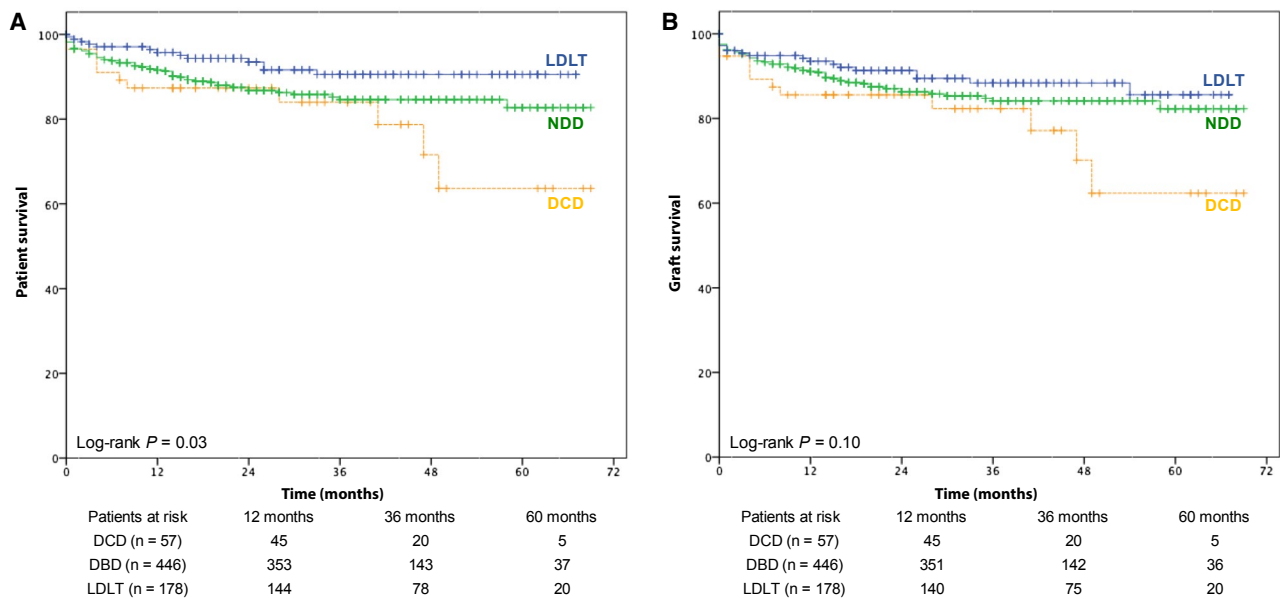 A
Patient survival
100
80
60
40
20
0
LDLT
NDD
DCD
Log-rank P = 0.03
0 12 24 36 48 60 72
Time (months)
Patients at risk 12 months 36 months 60 months
DCD (n = 57) 45 20 5
DBD (n = 446) 353 143 37
LDLT (n = 178) 144 78 20
B
Graft survival
100
80
60
40
20
0
LDLT
NDD
DCD
Log-rank P = 0.10
0 12 24 36 48 60 72
Time (months)
Patients at risk 12 months 36 months 60 months
DCD (n = 57) 45 20 5
DBD (n = 446) 351 142 36
LDLT (n = 178) 140 75 20